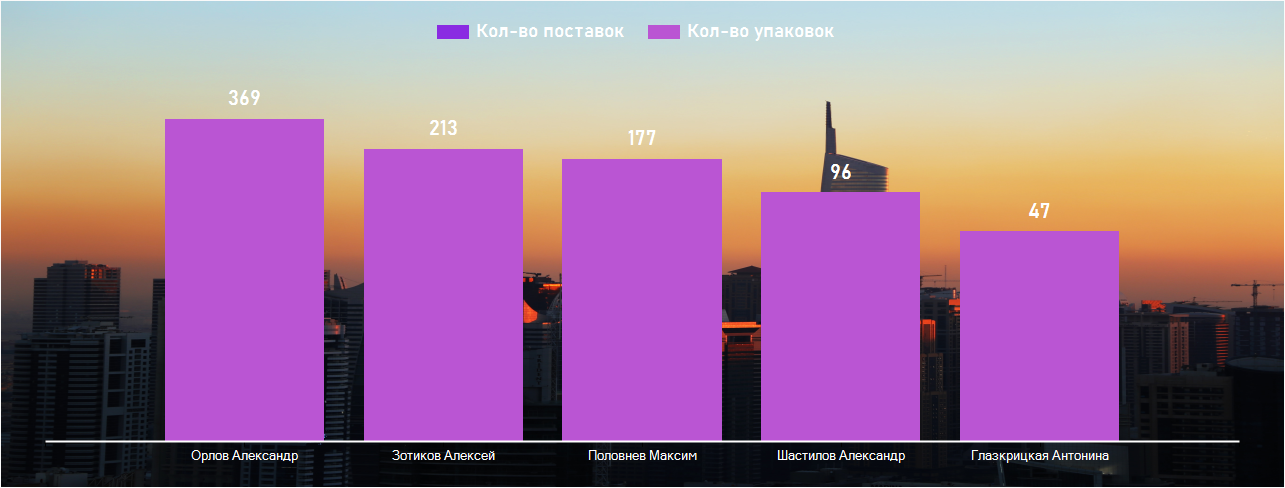 Кол-во поставок Кол-во упаковок
369
213
177
96
47
Орлов Александр Зотиков Алексей Половнев Максим Шастилов Александр Глазкрицкая Антонина